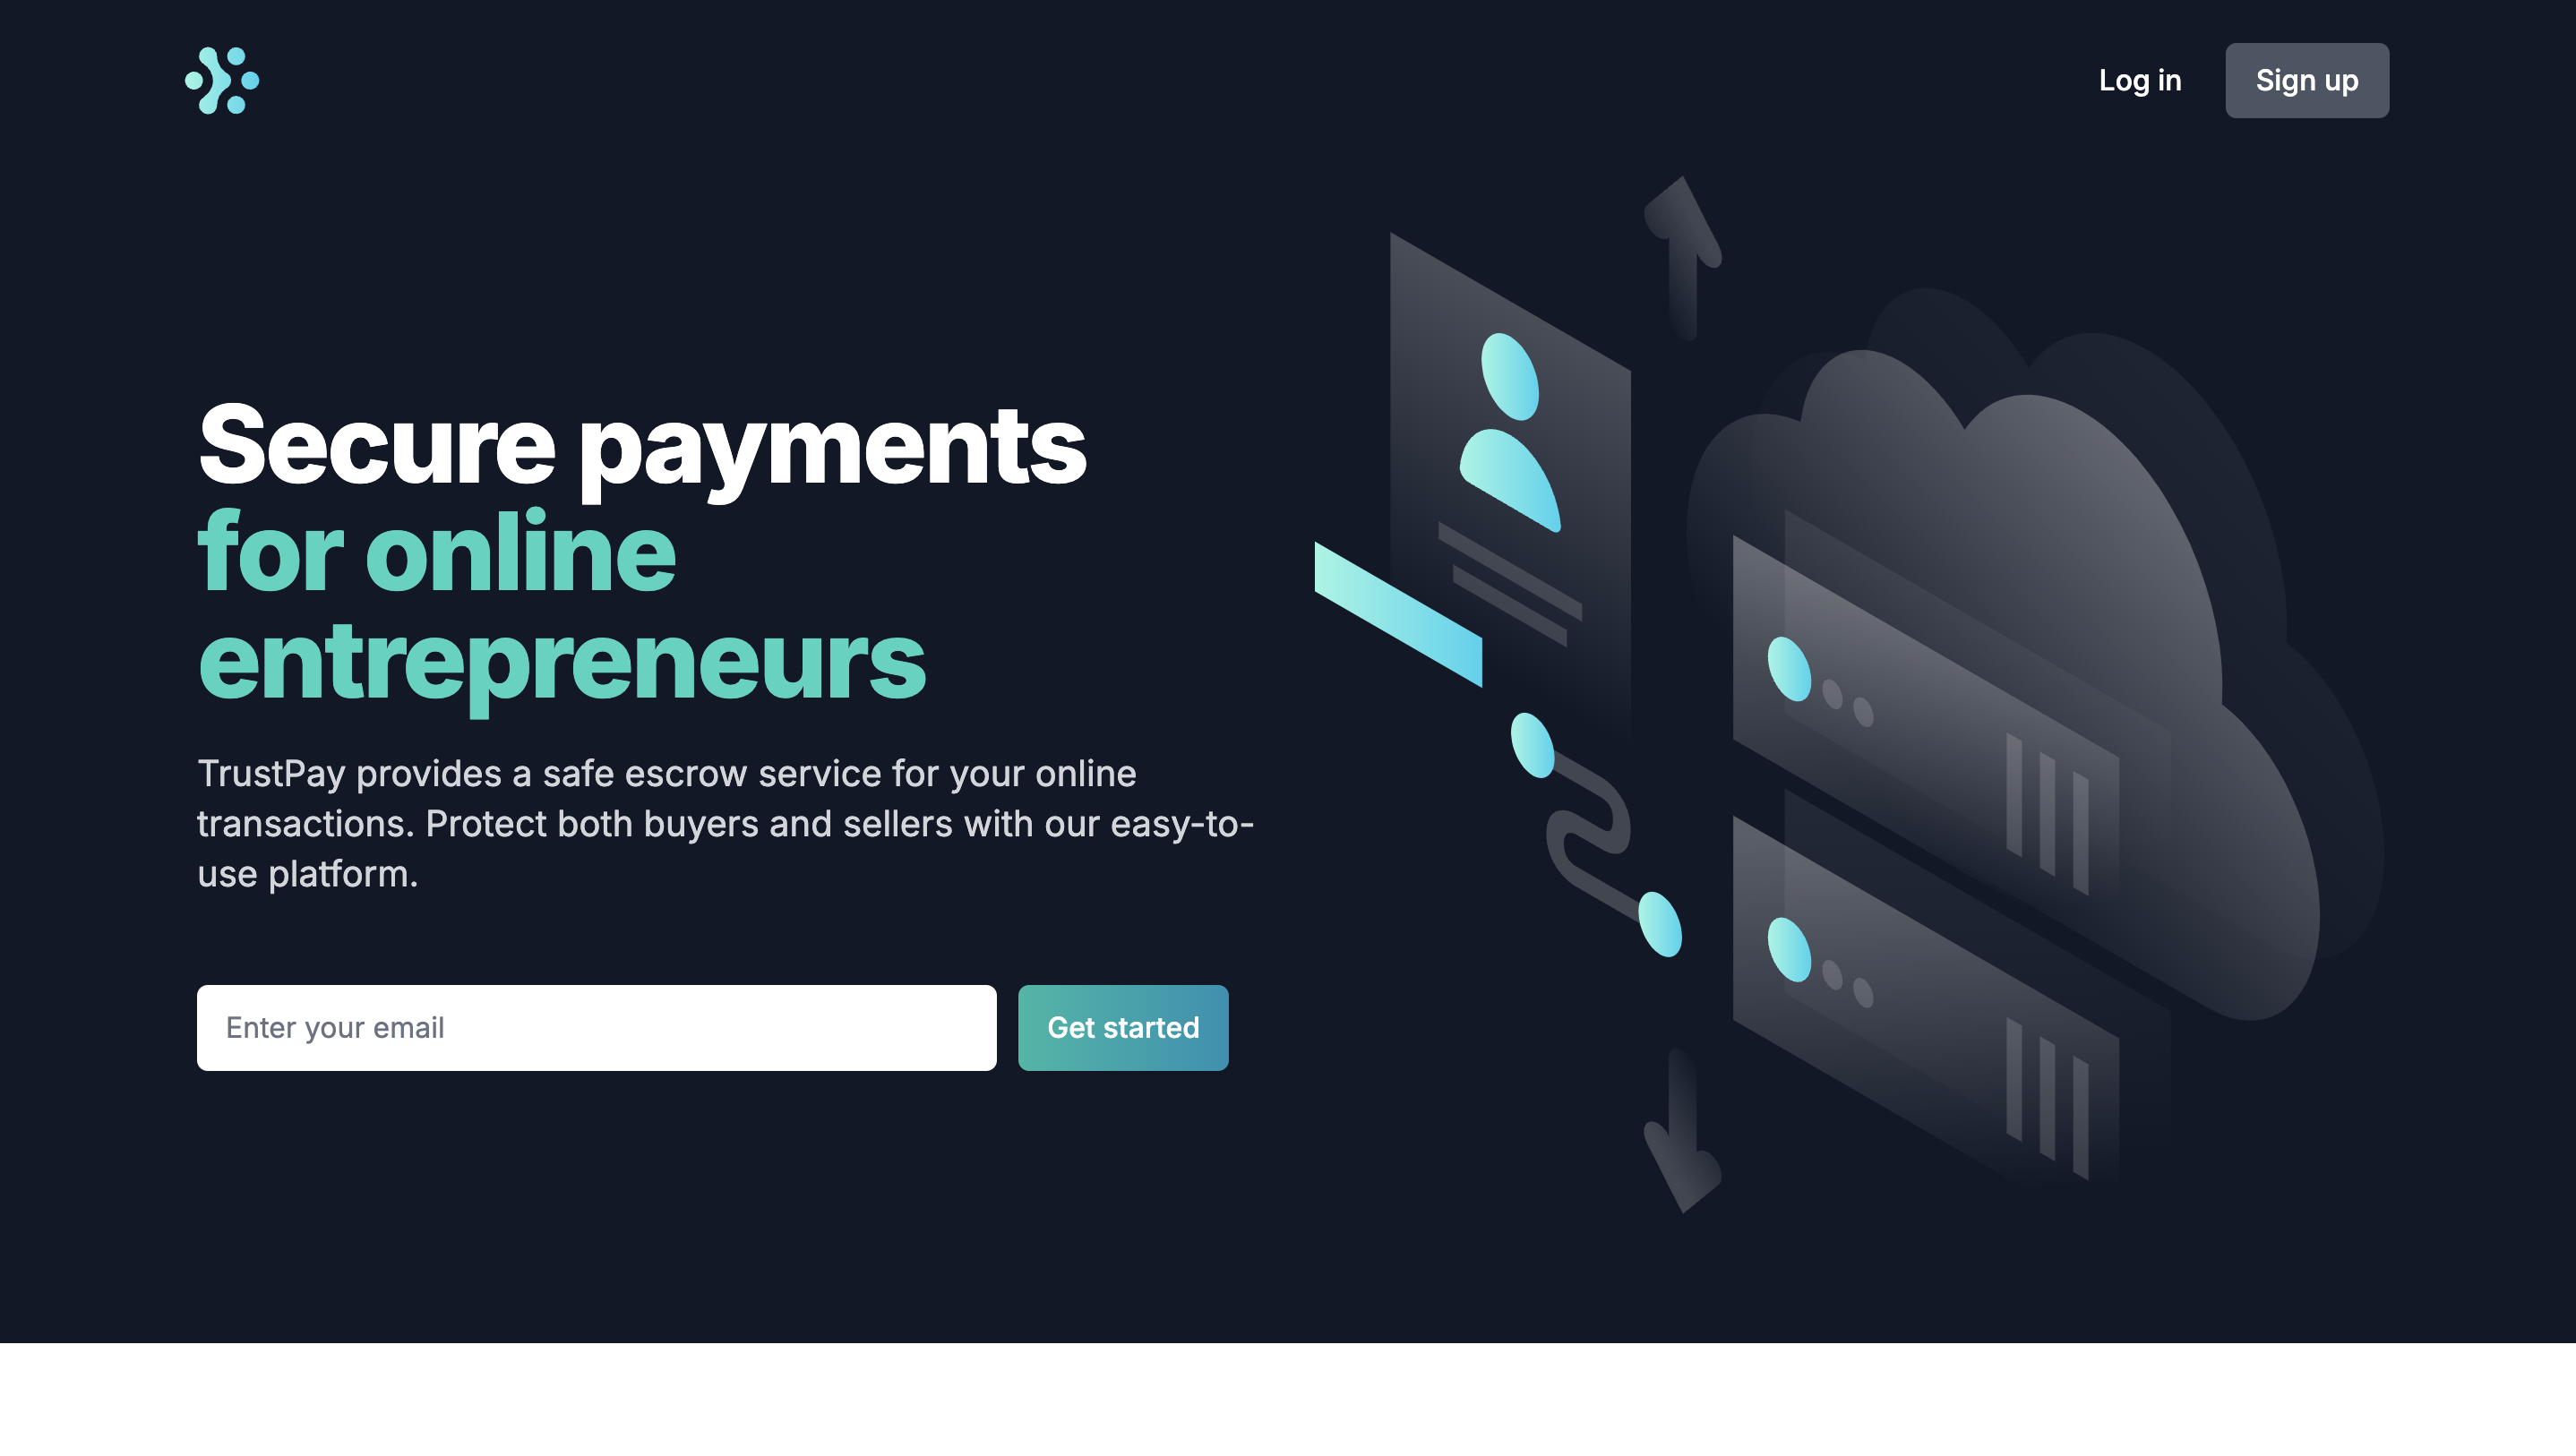 Log in
Sign up
Secure payments
for online
entrepreneurs
TrustPay provides a safe escrow service for your online
transactions. Protect both buyers and sellers with our easy-to-
use platform.
Enter your email
Get started